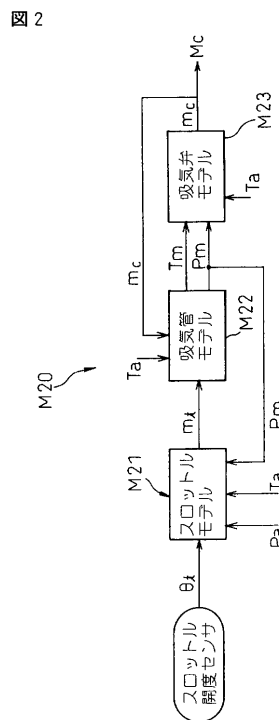 図2
M20
スロットル
開度センサ
θt
M21
スロットル
モデル
Pa
Ta
Pm
mt
Ta
mc
吸気管
モデル
M22
Tm
Pm
吸気弁
モデル
M23
Ta
mc
Mc